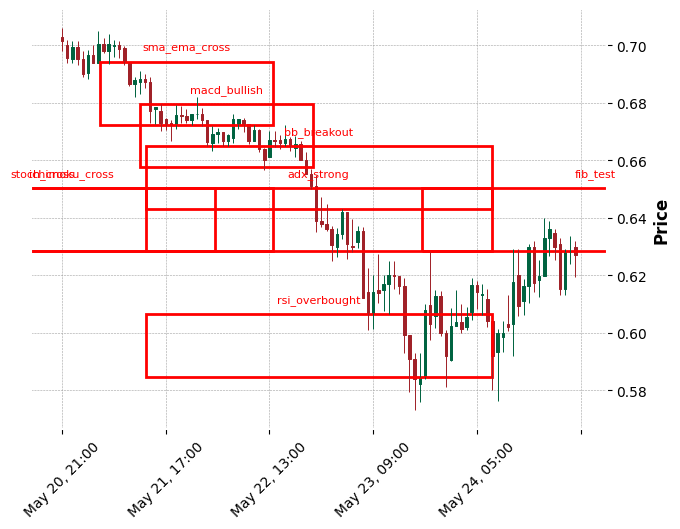 sma_ema_cross
0.70
macd_bullish
0.68
bb_breakout
0.66
stoch_cross
ichimoku_cross
adx_strong
fib_test
0.64
Price
0.62
rsi_overbought
0.60
0.58
May 20, 21:00
May 21, 17:00
May 22, 13:00
May 23, 09:00
May 24, 05:00